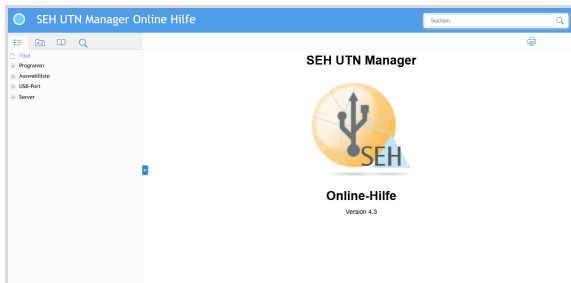 SEH UTN Manager Online Hilfe
Suchen
Titel
Programm
Auswahlliste
USB-Port
Server
SEH UTN Manager
SEH
Online-Hilfe
Version 4.3